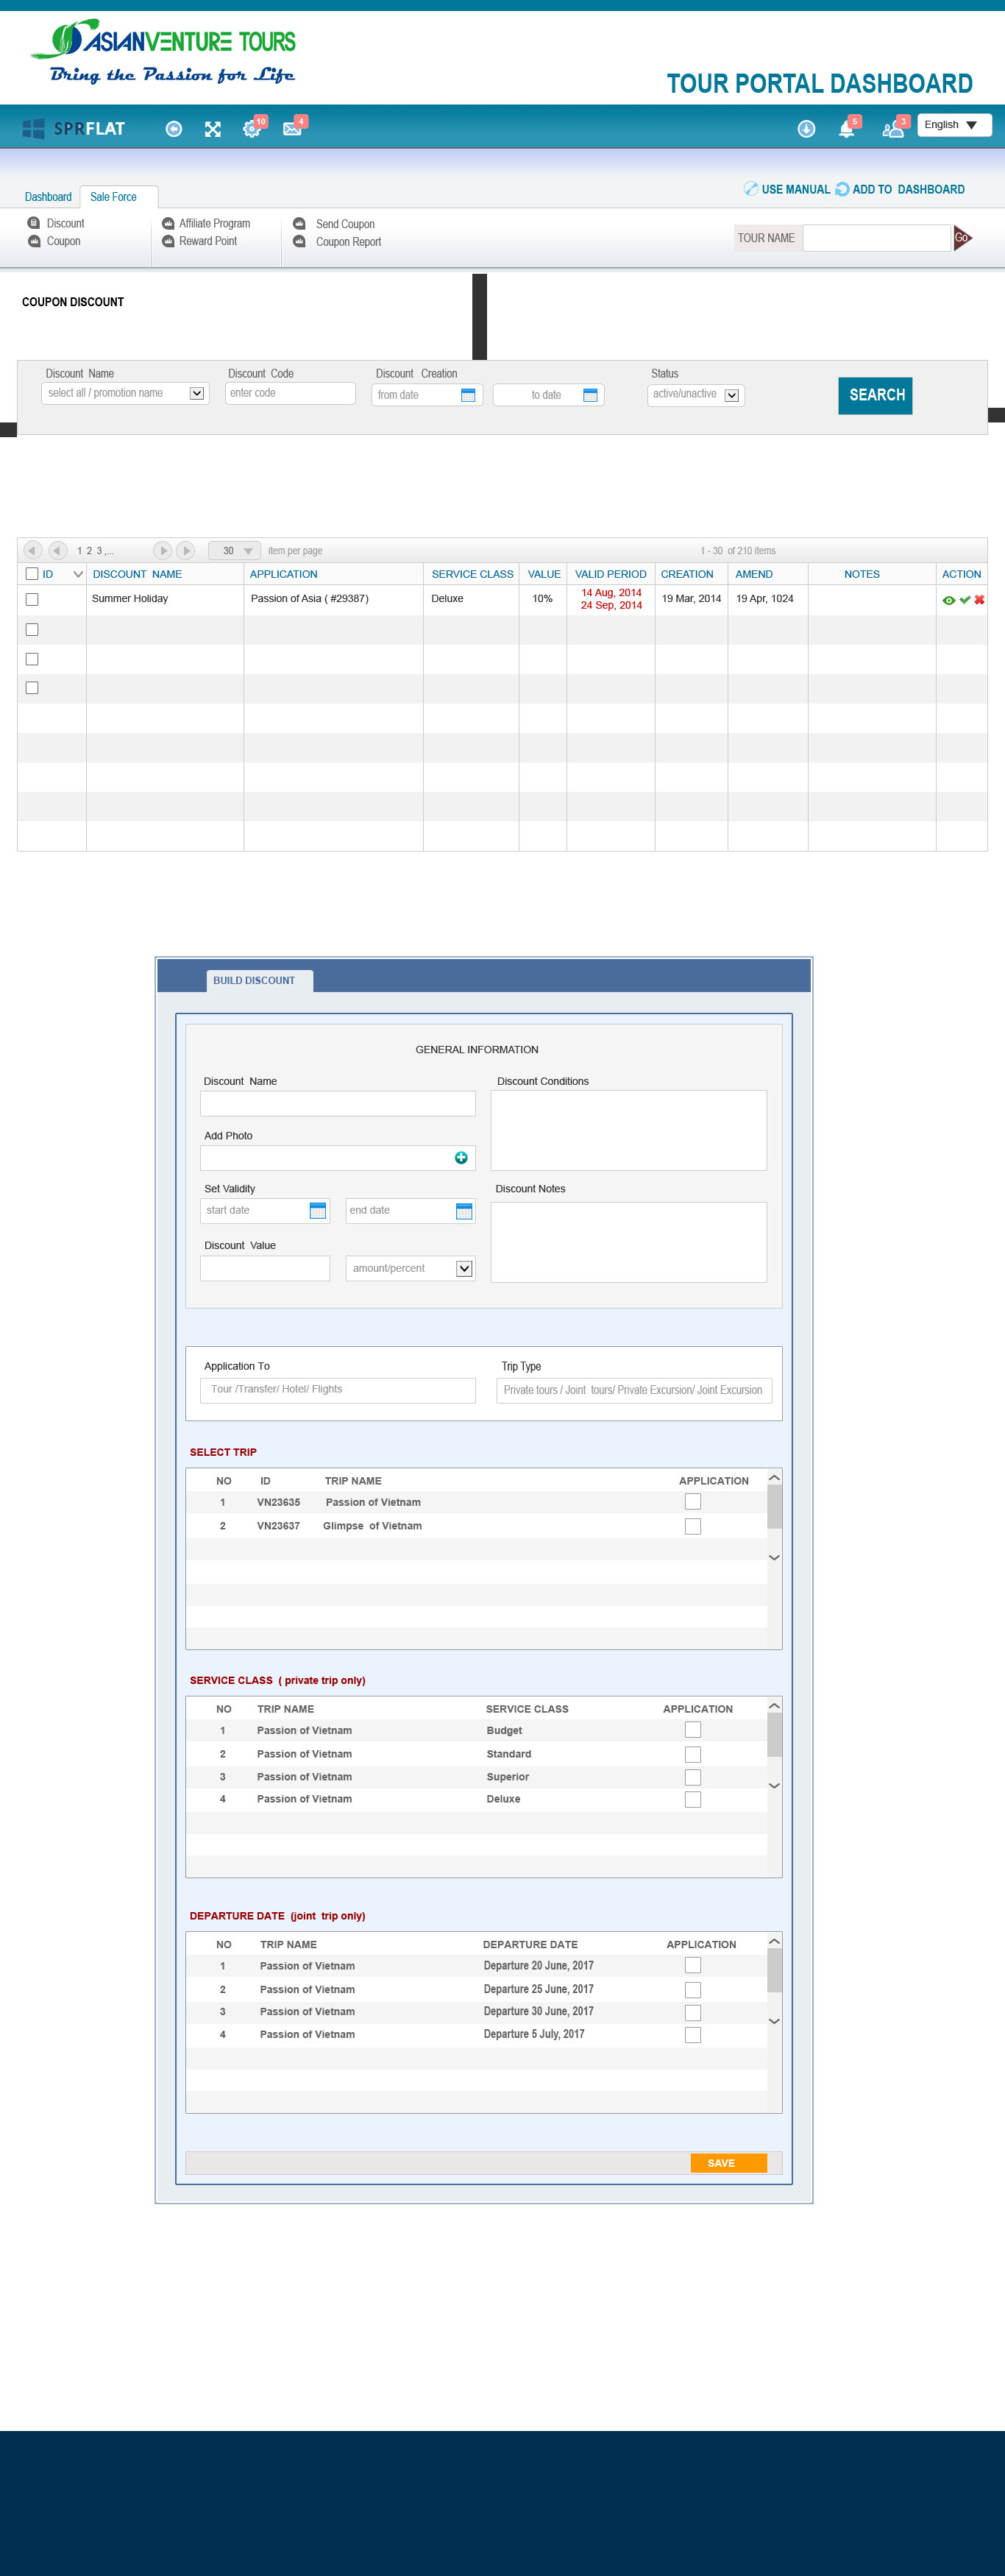 ASIANVENTURE TOURS
Bring the Passion for Life
TOUR PORTAL DASHBOARD
SPRFLAT 10 4 5 3 English
Dashboard Sale Force USE MANUAL ADD TO DASHBOARD
Discount Affiliate Program Send Coupon
Coupon Reward Point Coupon Report
TOUR NAME Go
COUPON DISCOUNT
Discount Name Discount Code Discount Creation Status
select all / promotion name enter code from date to date active/unactive SEARCH
1 2 3 ,... 30 item per page 1 - 30 of 210 items
ID DISCOUNT NAME APPLICATION SERVICE CLASS VALUE VALID PERIOD CREATION AMEND NOTES ACTION
Summer Holiday Passion of Asia ( #29387) Deluxe 10% 14 Aug, 2014 19 Mar, 2014 19 Apr, 1024
24 Sep, 2014
BUILD DISCOUNT
GENERAL INFORMATION
Discount Name Discount Conditions
Add Photo
Set Validity Discount Notes
start date end date
Discount Value
amount/percent
Application To Trip Type
Tour /Transfer/ Hotel/ Flights Private tours / Joint tours/ Private Excursion/ Joint Excursion
SELECT TRIP
NO ID TRIP NAME APPLICATION
1 VN23635 Passion of Vietnam
2 VN23637 Glimpse of Vietnam
SERVICE CLASS ( private trip only)
NO TRIP NAME SERVICE CLASS APPLICATION
1 Passion of Vietnam Budget
2 Passion of Vietnam Standard
3 Passion of Vietnam Superior
4 Passion of Vietnam Deluxe
DEPARTURE DATE (joint trip only)
NO TRIP NAME DEPARTURE DATE APPLICATION
1 Passion of Vietnam Departure 20 June, 2017
2 Passion of Vietnam Departure 25 June, 2017
3 Passion of Vietnam Departure 30 June, 2017
4 Passion of Vietnam Departure 5 July, 2017
SAVE